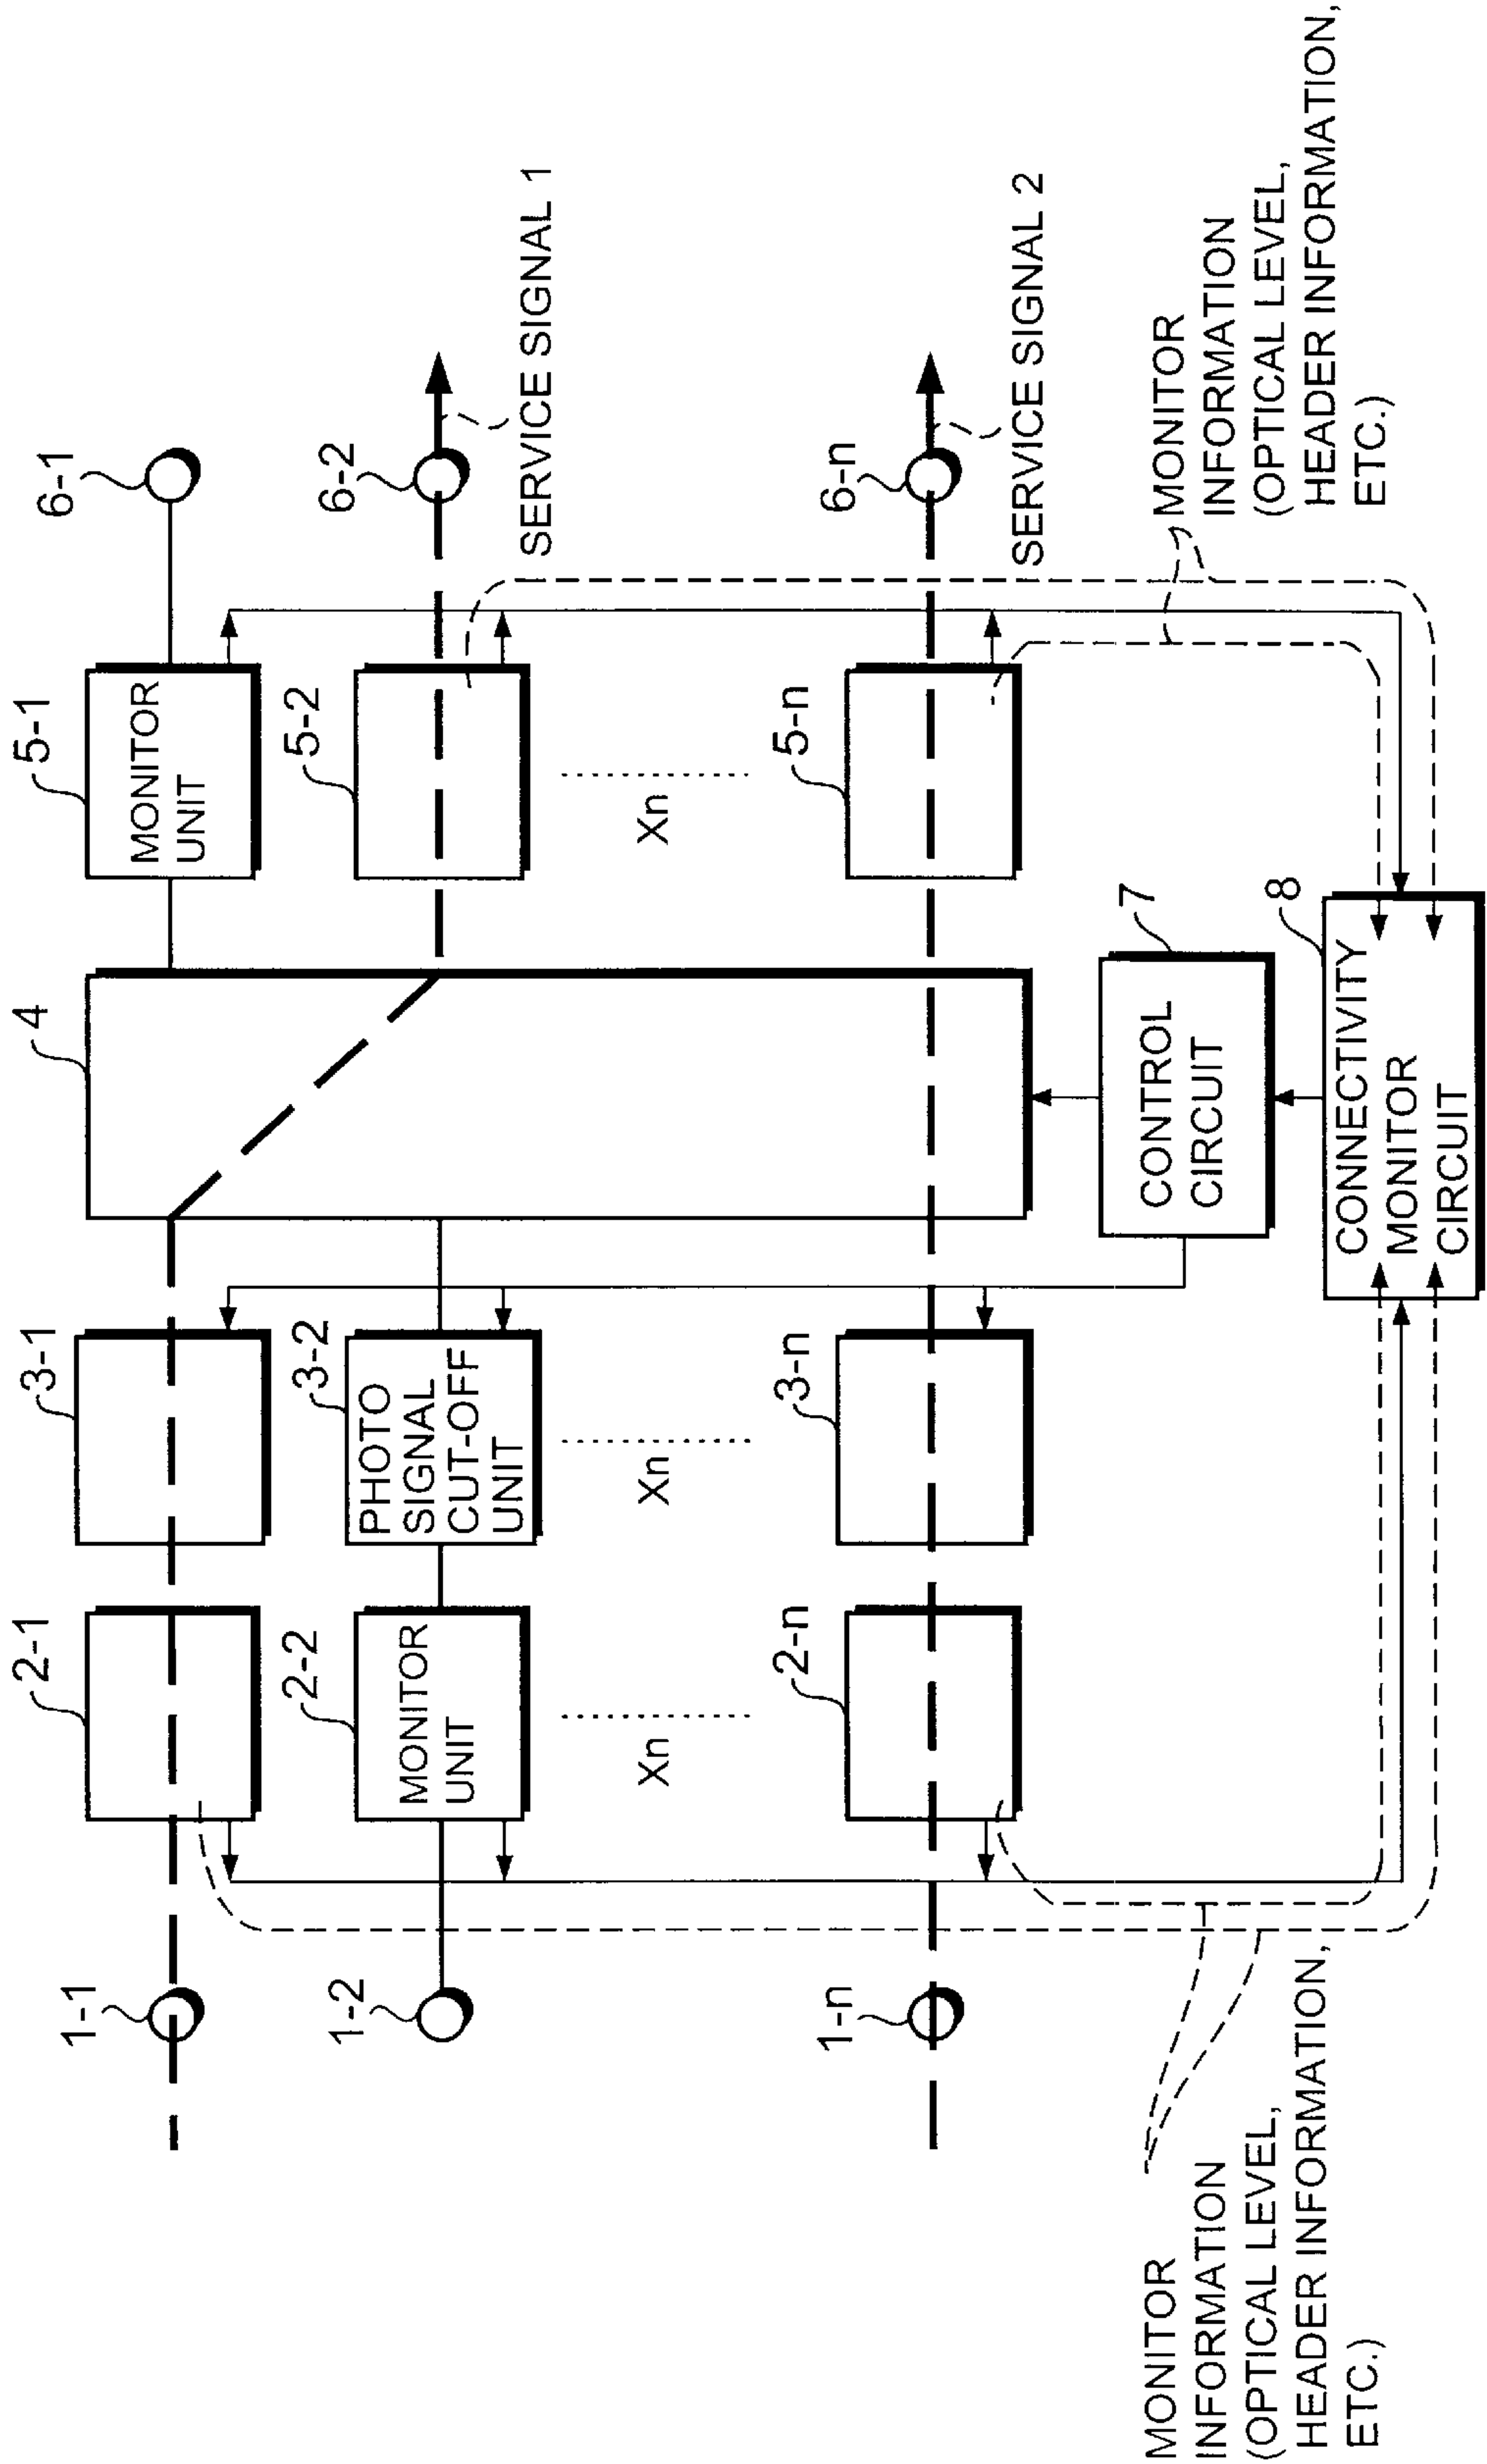 1-1
2-1
3-1
4
5-1
MONITOR
UNIT
6-1
1-2
2-2
MONITOR
UNIT
3-2
PHOTO
SIGNAL
CUT-OFF
UNIT
5-2
6-2
SERVICE SIGNAL 1
Xn
Xn
Xn
1-n
2-n
3-n
5-n
6-n
SERVICE SIGNAL 2
7
CONTROL
CIRCUIT
8
CONNECTIVITY
MONITOR
CIRCUIT
MONITOR
INFORMATION
(OPTICAL LEVEL,
HEADER INFORMATION,
ETC.)
MONITOR
INFORMATION
(OPTICAL LEVEL,
HEADER INFORMATION,
ETC.)